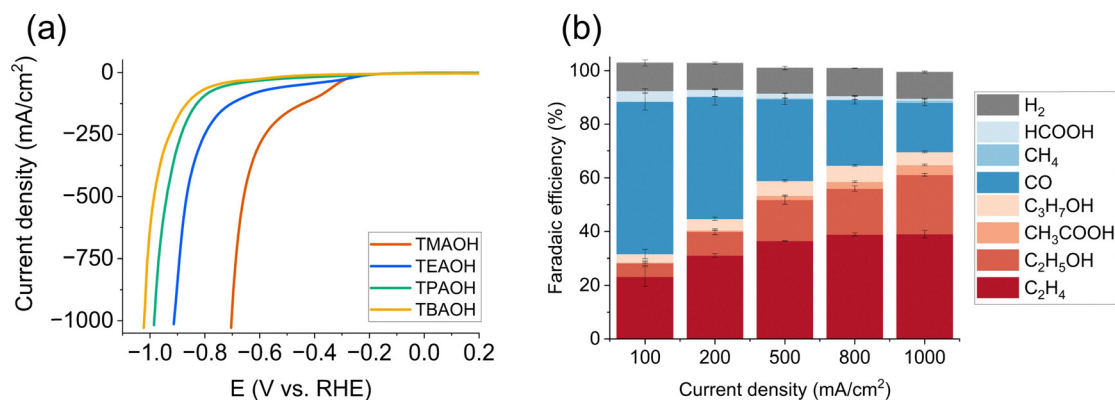 (a)
Current density (mA/cm²)
0
−250
−500
−750
−1000
TMAOH
TEAOH
TPAOH
TBAOH
−1.0 −0.8 −0.6 −0.4 −0.2 0.0 0.2
E (V vs. RHE)
(b)
Faradaic efficiency (%)
100
80
60
40
20
0
100 200 500 800 1000
Current density (mA/cm²)
H₂
HCOOH
CH₄
CO
C₃H₇OH
CH₃COOH
C₂H₅OH
C₂H₄